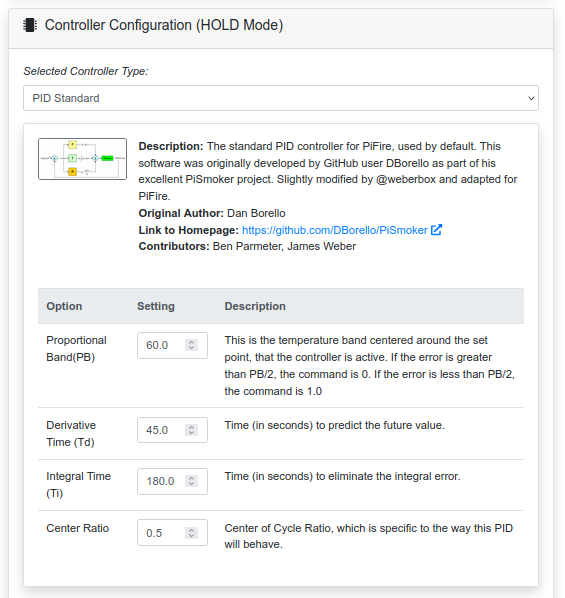 Controller Configuration (HOLD Mode)
Selected Controller Type:
PID Standard
Description: The standard PID controller for PiFire, used by default. This
software was originally developed by GitHub user DBorello as part of his
excellent PiSmoker project. Slightly modified by @weberbox and adapted for
PiFire.
Original Author: Dan Borello
Link to Homepage: https://github.com/DBorello/PiSmoker
Contributors: Ben Parmeter, James Weber
Option Setting Description
Proportional
Band(PB)
60.0
This is the temperature band centered around the set
point, that the controller is active. If the error is greater
than PB/2, the command is 0. If the error is less than PB/2,
the command is 1.0
Derivative
Time (Td)
45.0
Time (in seconds) to predict the future value.
Integral Time
(Ti)
180.0
Time (in seconds) to eliminate the integral error.
Center Ratio
0.5
Center of Cycle Ratio, which is specific to the way this PID
will behave.